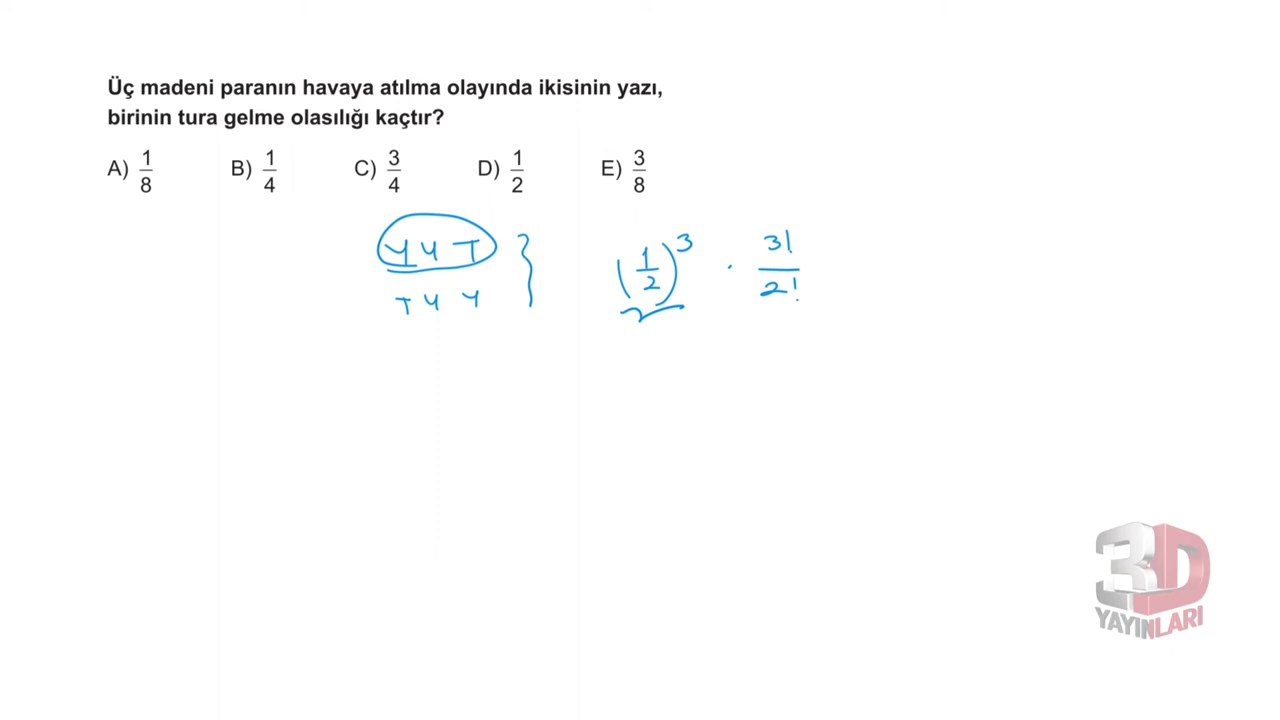 Üç madeni paranın havaya atılma olayında ikisinin yazı,
birinin tura gelme olasılığı kaçtır?
A) 1/8 B) 1/4 C) 3/4 D) 1/2 E) 3/8
Y Y T } (1/2)^3 . 3!/2!
T Y Y
3D
YAYINLARI